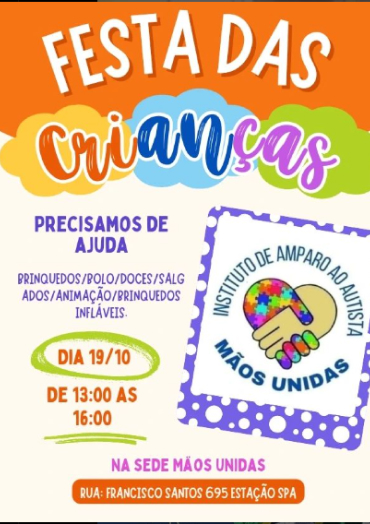 FESTA DAS
Crianças
PRECISAMOS DE
AJUDA
BRINQUEDOS/BOLO/DOCES/SALG
ADOS/ANIMAÇÃO/BRINQUEDOS
INFLÁVEIS.
DIA 19/10
DE 13:00 AS
16:00
INSTITUTO DE AMPARO AO AUTISTA
MÃOS UNIDAS
NA SEDE MÃOS UNIDAS
RUA: FRANCISCO SANTOS 695 ESTAÇÃO SPA